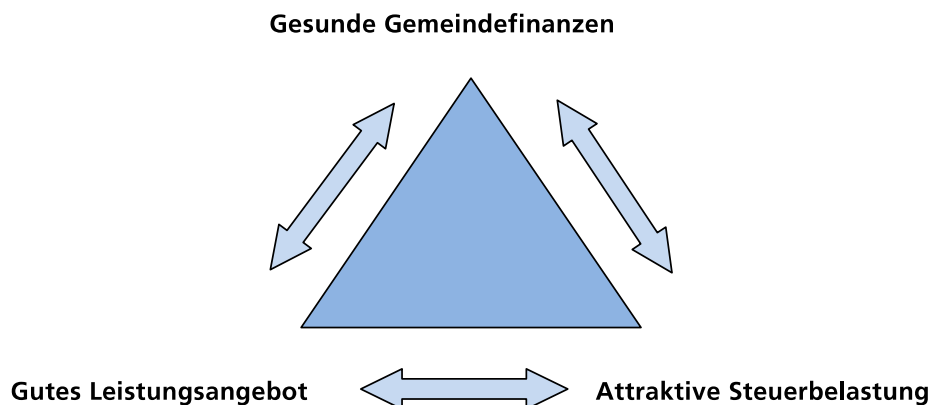 Gesunde Gemeindefinanzen
Gutes Leistungsangebot
Attraktive Steuerbelastung